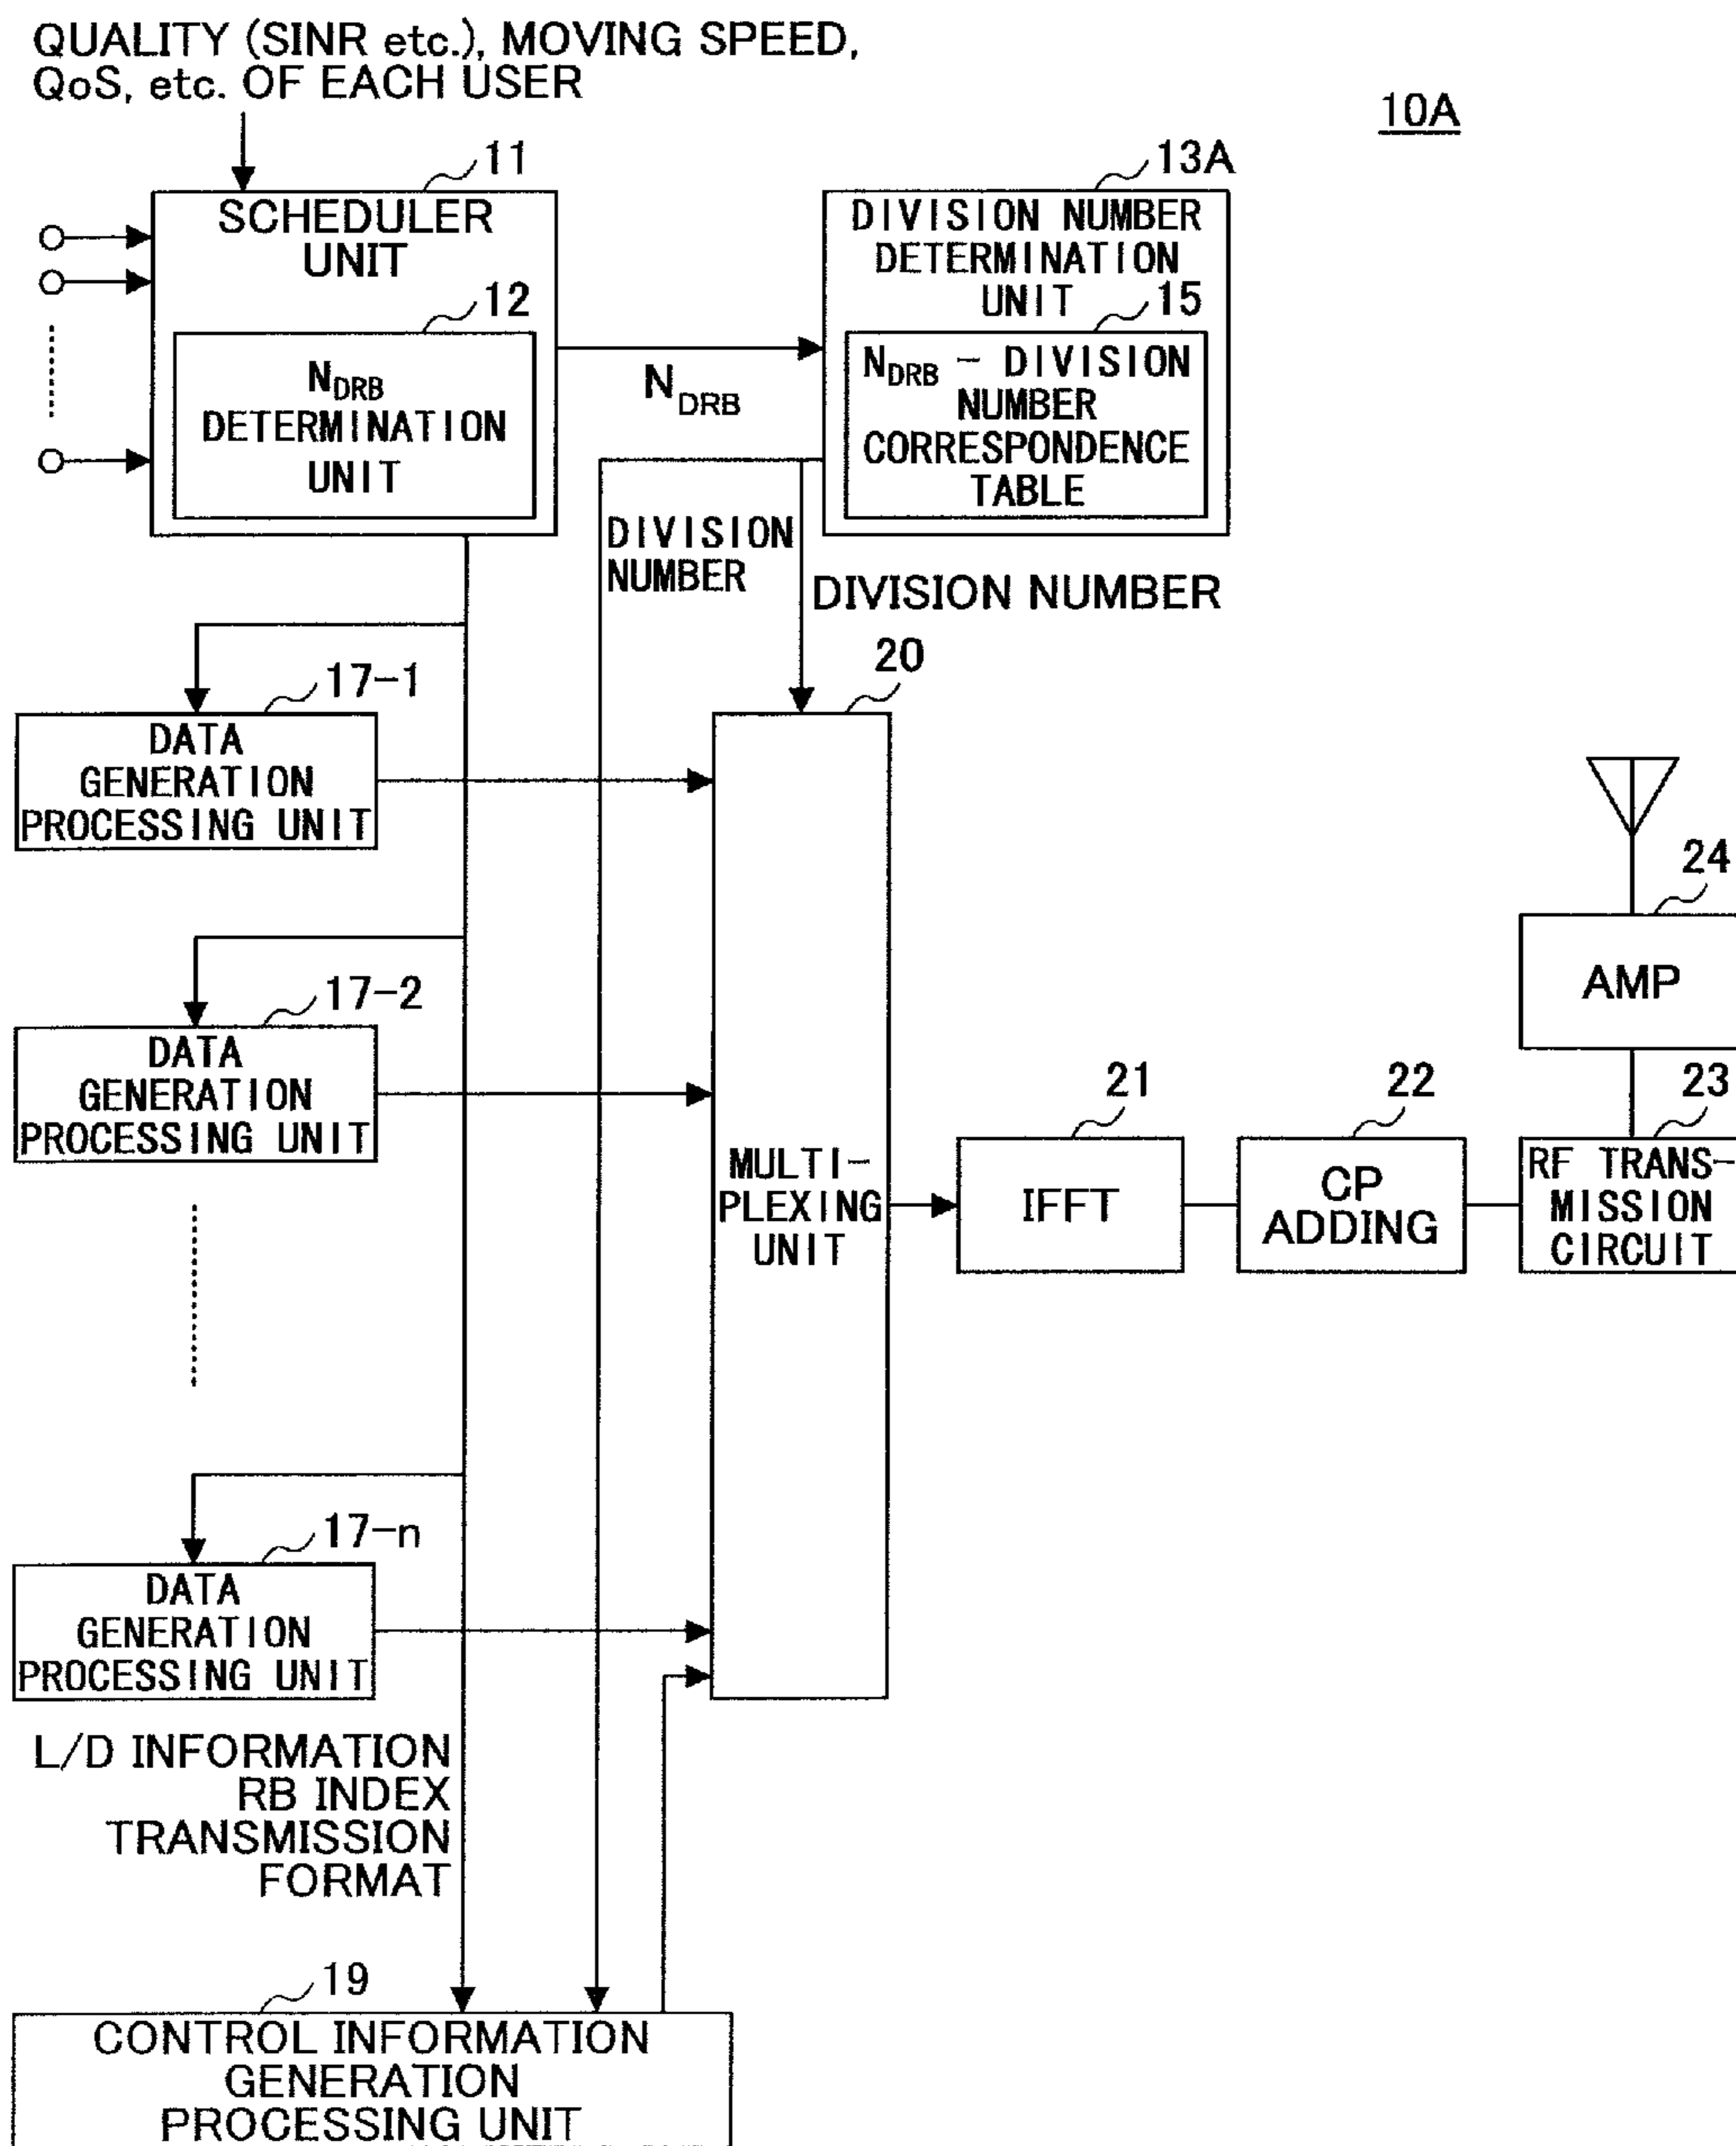 QUALITY (SINR etc.), MOVING SPEED,
QoS, etc. OF EACH USER
10A
11
SCHEDULER
UNIT
12
NDRB
DETERMINATION
UNIT
NDRB
13A
DIVISION NUMBER
DETERMINATION
UNIT
15
NDRB - DIVISION
NUMBER
CORRESPONDENCE
TABLE
DIVISION
NUMBER
DIVISION NUMBER
17-1
DATA
GENERATION
PROCESSING UNIT
20
MULTI-
PLEXING
UNIT
17-2
DATA
GENERATION
PROCESSING UNIT
24
AMP
21
IFFT
22
CP
ADDING
23
RF TRANS-
MISSION
CIRCUIT
17-n
DATA
GENERATION
PROCESSING UNIT
L/D INFORMATION
RB INDEX
TRANSMISSION
FORMAT
19
CONTROL INFORMATION
GENERATION
PROCESSING UNIT